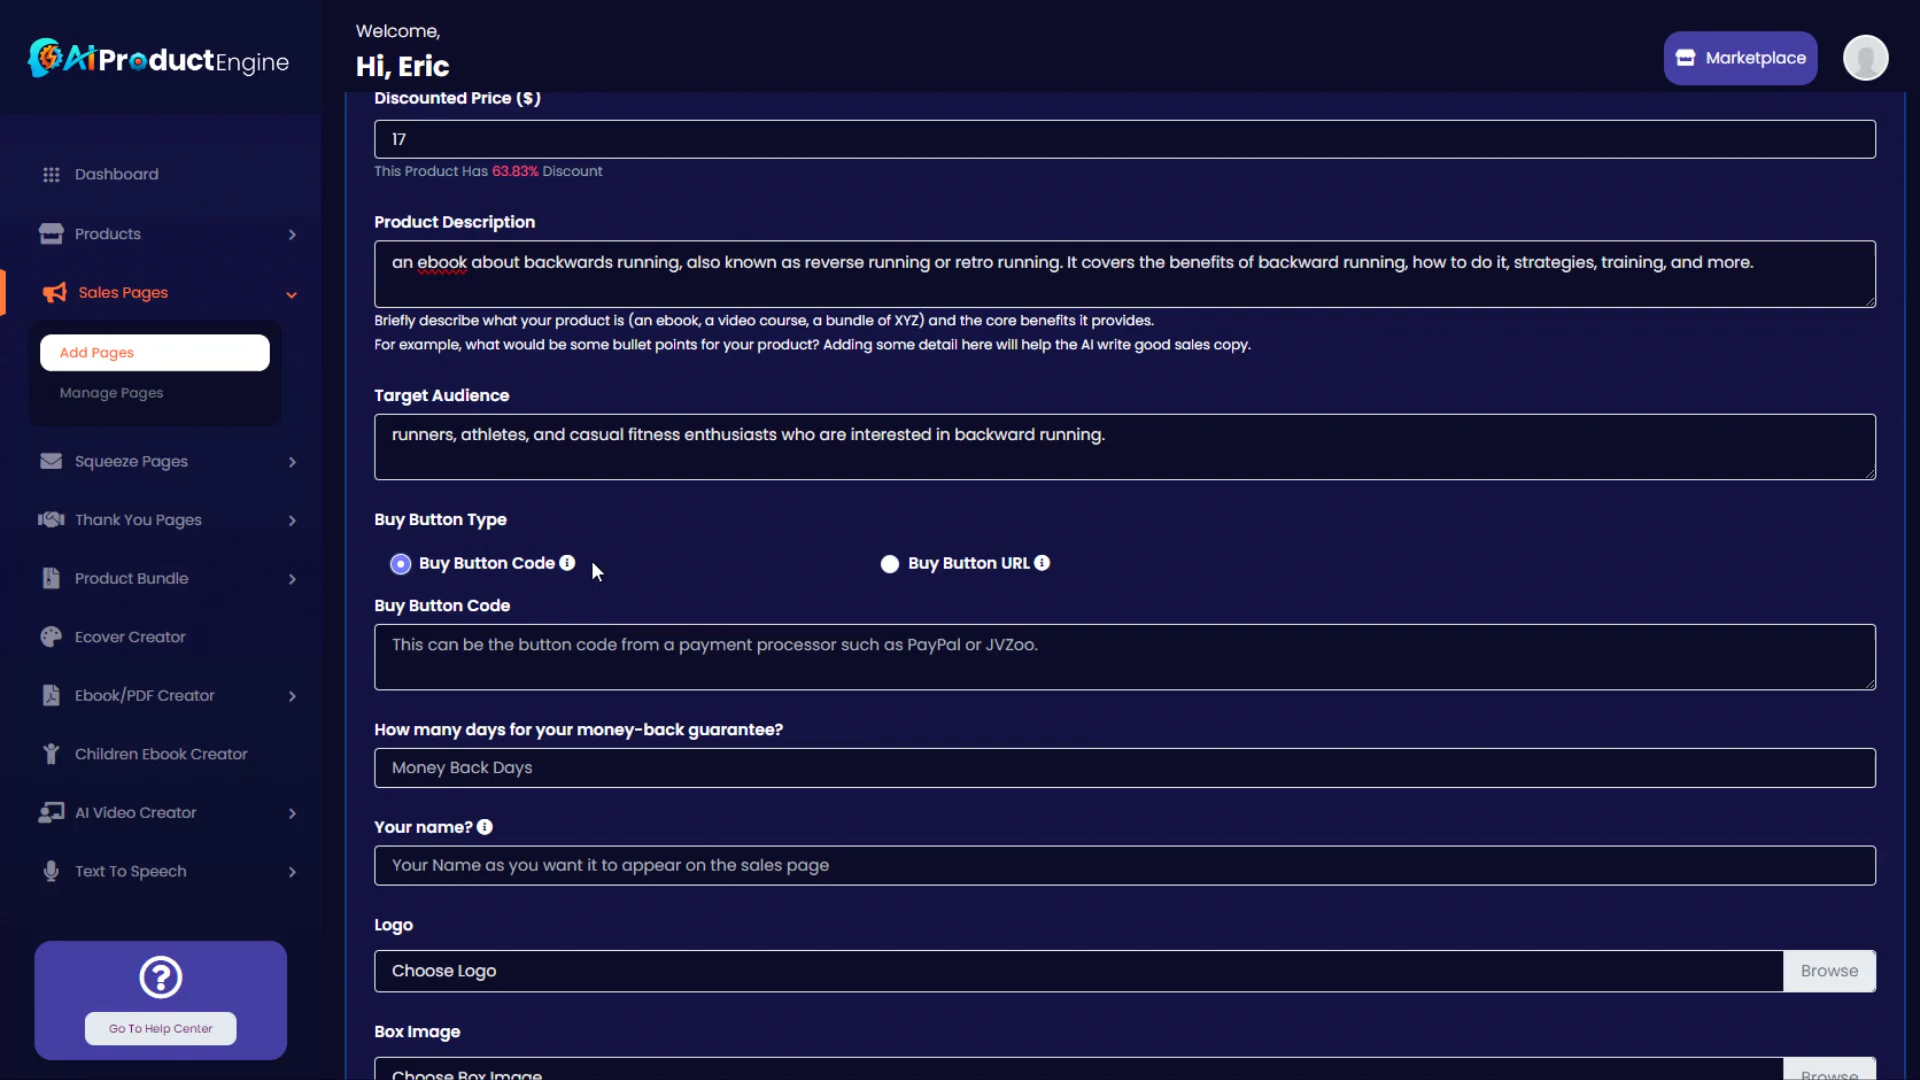 AiProductEngine
Welcome,
Hi, Eric
Marketplace
Dashboard
Products
Sales Pages
Add Pages
Manage Pages
Squeeze Pages
Thank You Pages
Product Bundle
Ecover Creator
Ebook/PDF Creator
Children Ebook Creator
AI Video Creator
Text To Speech
Go To Help Center
Discounted Price ($)
17
This Product Has 63.83% Discount
Product Description
an ebook about backwards running, also known as reverse running or retro running. It covers the benefits of backward running, how to do it, strategies, training, and more.
Briefly describe what your product is (an ebook, a video course, a bundle of XYZ) and the core benefits it provides.
For example, what would be some bullet points for your product? Adding some detail here will help the AI write good sales copy.
Target Audience
runners, athletes, and casual fitness enthusiasts who are interested in backward running.
Buy Button Type
Buy Button Code
Buy Button URL
Buy Button Code
This can be the button code from a payment processor such as PayPal or JVZoo.
How many days for your money-back guarantee?
Money Back Days
Your name?
Your Name as you want it to appear on the sales page
Logo
Choose Logo
Browse
Box Image
Choose Box Image
Browse